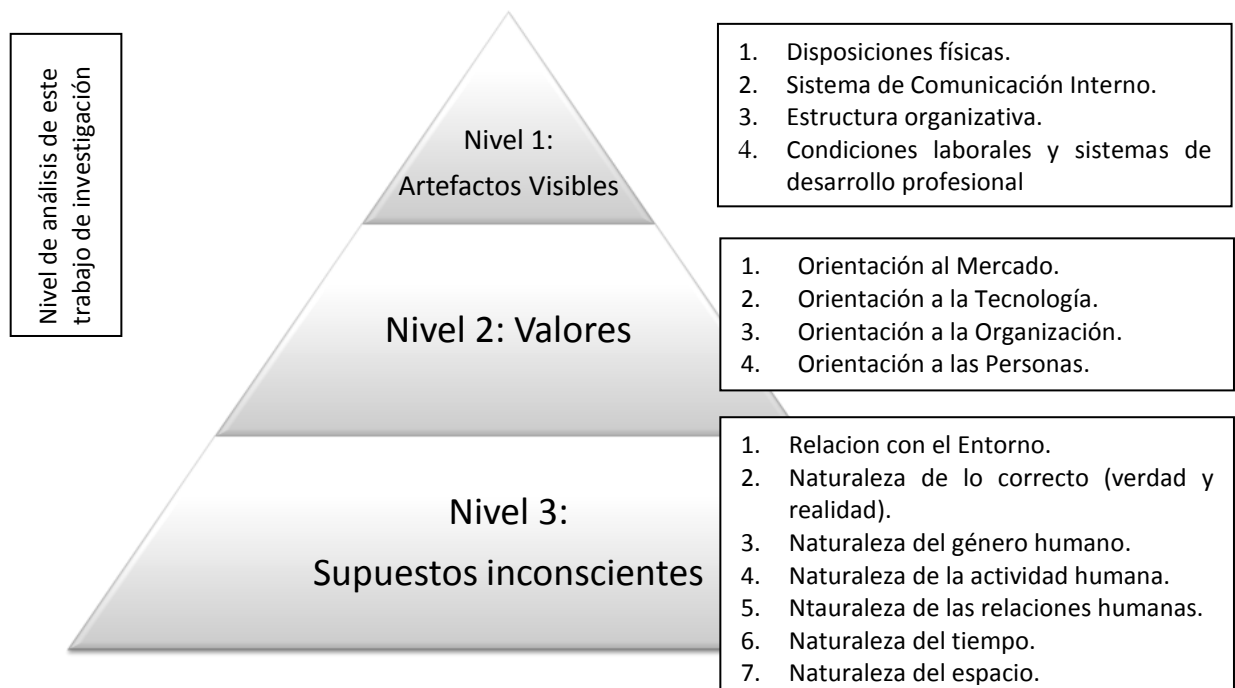 Nivel de análisis de este
trabajo de investigación
Nivel 1:
Artefactos Visibles
1. Disposiciones físicas.
2. Sistema de Comunicación Interno.
3. Estructura organizativa.
4. Condiciones laborales y sistemas de
desarrollo profesional
Nivel 2: Valores
1. Orientación al Mercado.
2. Orientación a la Tecnología.
3. Orientación a la Organización.
4. Orientación a las Personas.
Nivel 3:
Supuestos inconscientes
1. Relacion con el Entorno.
2. Naturaleza de lo correcto (verdad y
realidad).
3. Naturaleza del género humano.
4. Naturaleza de la actividad humana.
5. Ntauraleza de las relaciones humanas.
6. Naturaleza del tiempo.
7. Naturaleza del espacio.